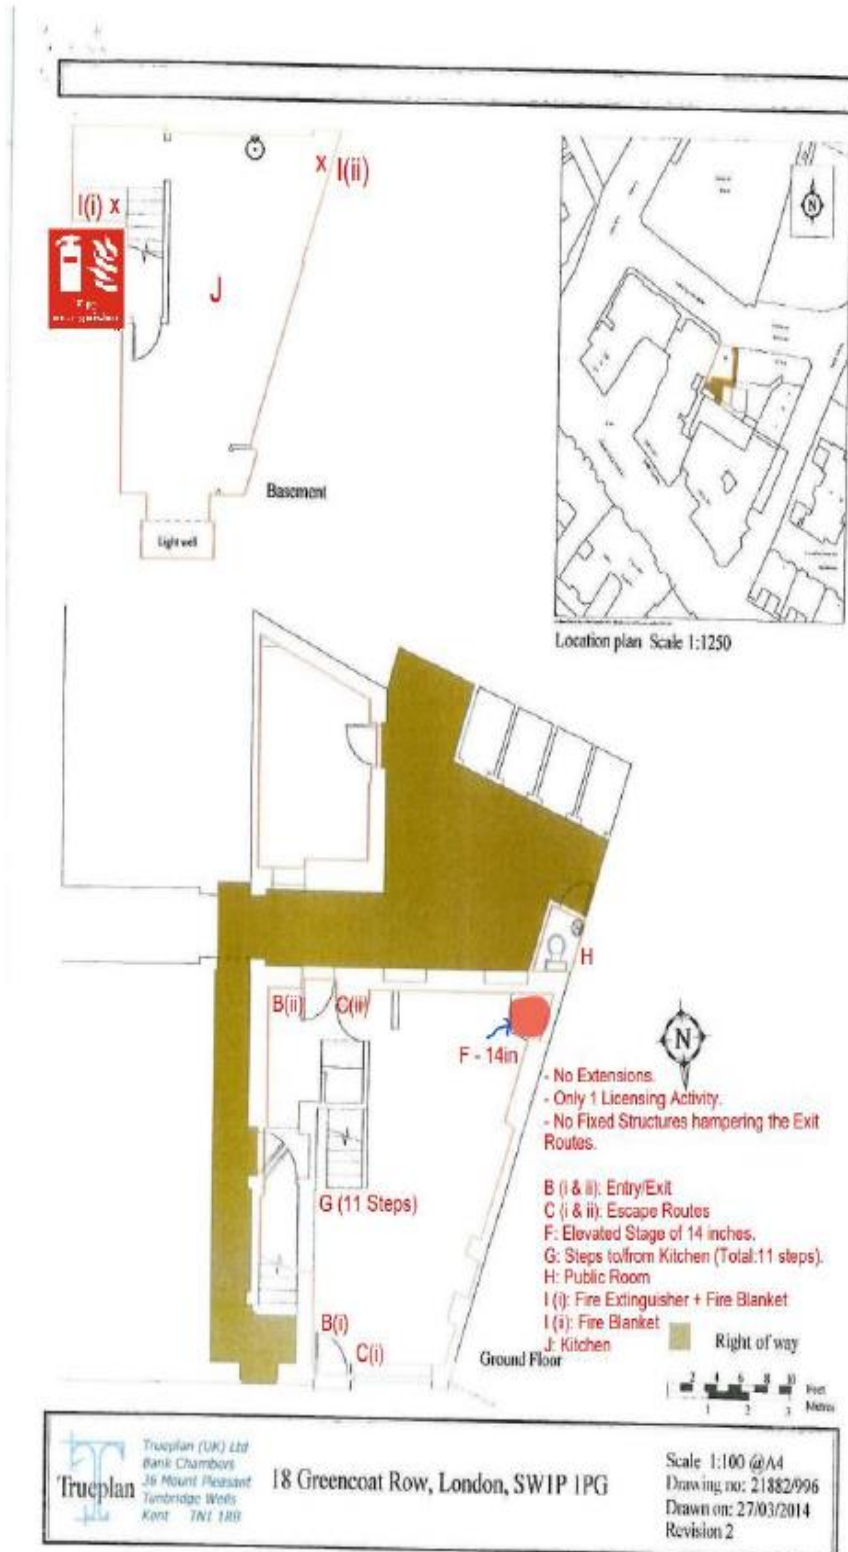 I(i) x
x I(ii)
J
Basement
Light well
N
Location plan Scale 1:1250
B(ii)
C(ii)
H
F - 14in
N
G (11 Steps)
B(i)
C(i)
Ground Floor
- No Extensions.
- Only 1 Licensing Activity.
- No Fixed Structures hampering the Exit
Routes.
B (i & ii): Entry/Exit
C (i & ii): Escape Routes
F: Elevated Stage of 14 inches.
G: Steps to/from Kitchen (Total:11 steps).
H: Public Room
I (i): Fire Extinguisher + Fire Blanket
I (ii): Fire Blanket
J: Kitchen
Right of way
2 4 6 8 10 Feet
1 2 3 Metres
Trueplan
Trueplan (UK) Ltd
Bank Chambers
36 Mount Pleasant
Tunbridge Wells
Kent TN1 1RB
18 Greencoat Row, London, SW1P 1PG
Scale 1:100 @A4
Drawing no: 21882/996
Drawn on: 27/03/2014
Revision 2